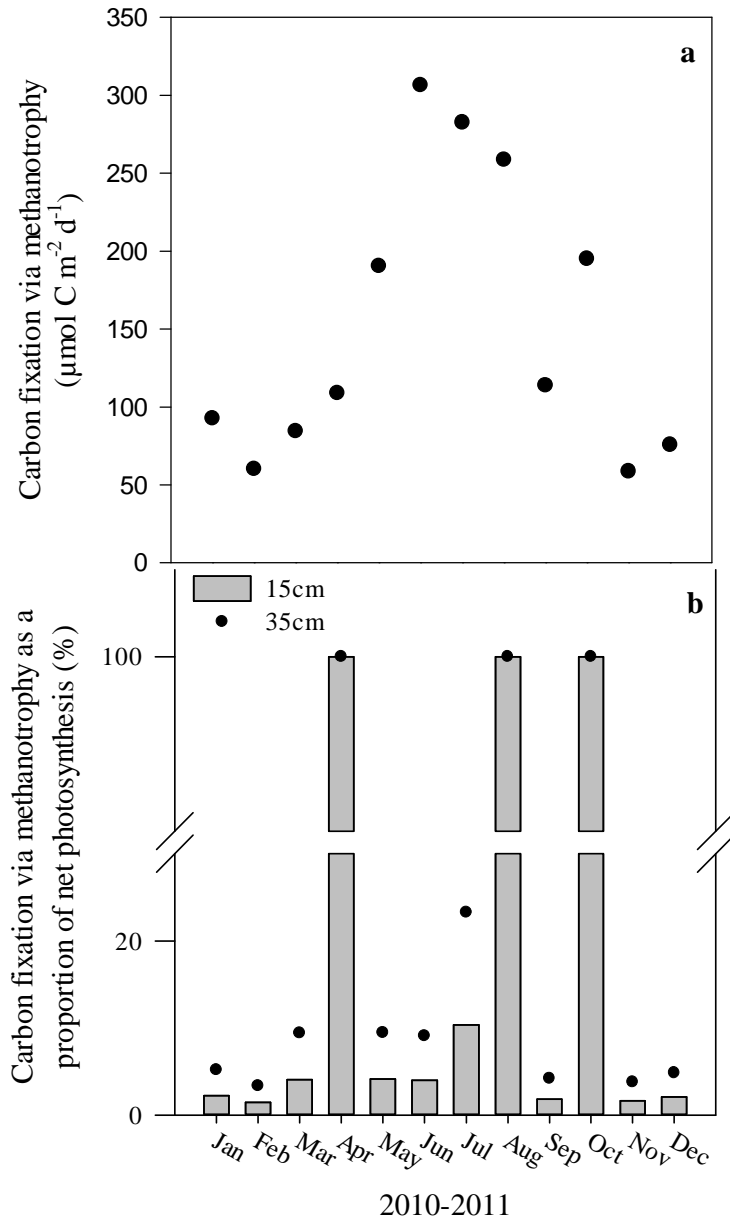 350
300
250
200
150
100
50
0
Carbon fixation via methanotrophy
(µmol C m-2 d-1)
a
15cm
35cm
b
100
20
0
Carbon fixation via methanotrophy as a
proportion of net photosynthesis (%)
Jan
Feb
Mar
Apr
May
Jun
Jul
Aug
Sep
Oct
Nov
Dec
2010-2011